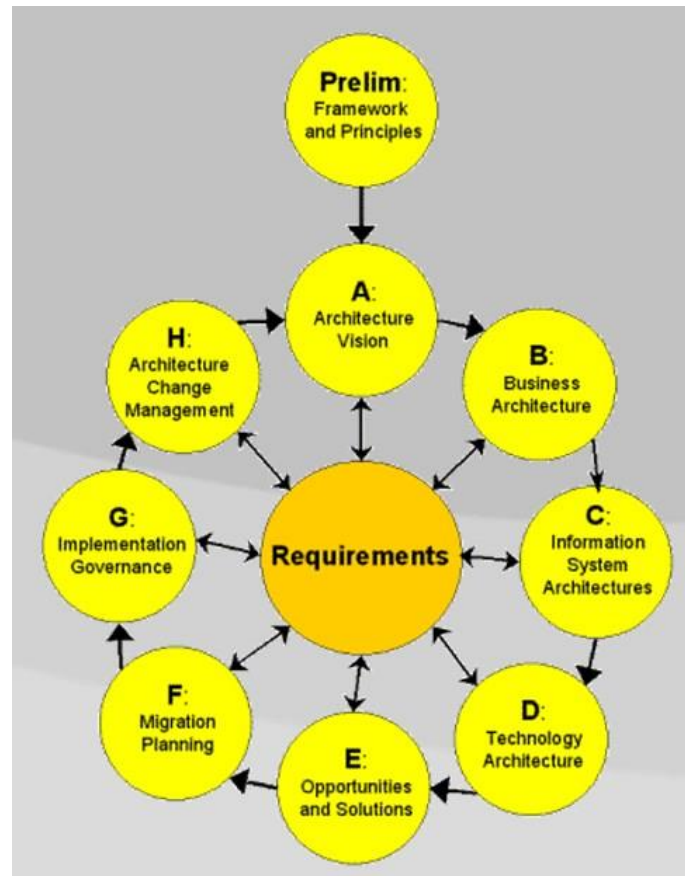 Prelim:
Framework
and Principles
A:
Architecture
Vision
B:
Business
Architecture
C:
Information
System
Architectures
D:
Technology
Architecture
E:
Opportunities
and Solutions
F:
Migration
Planning
G:
Implementation
Governance
H:
Architecture
Change
Management
Requirements